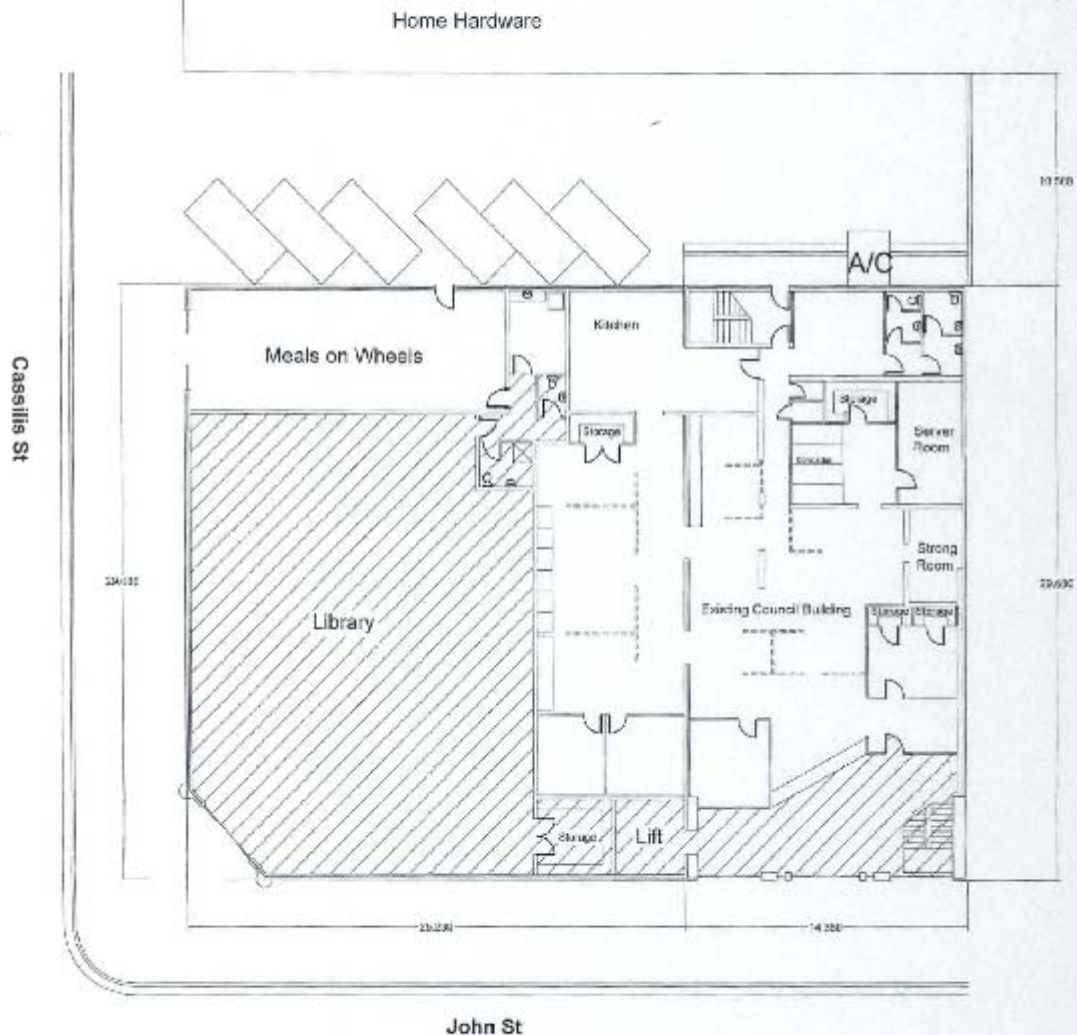 Home Hardware
A/C
Kitchen
Meals on Wheels
Cassilis St
Storage
Storage
Server
Room
Strong
Room
Library
Existing Council Building
Storage
Storage
Storage
Lift
John St